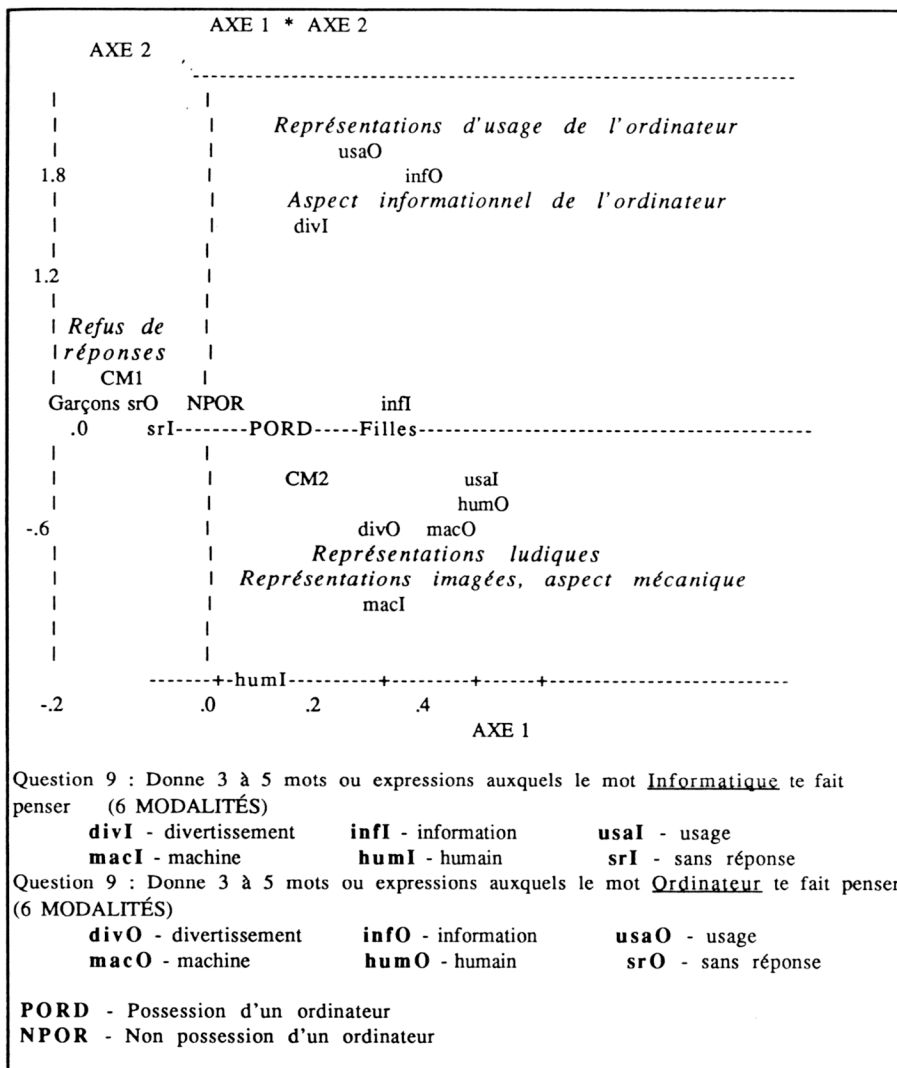 AXE 1 * AXE 2
AXE 2
Représentations d'usage de l'ordinateur
usaO
1.8 infO
Aspect informationnel de l'ordinateur
divI
1.2
Refus de
réponses
CM1
Garçons srO NPOR infI
.0 srI--------PORD-----Filles
CM2 usaI
humO
-.6 divO macO
Représentations ludiques
Représentations imagées, aspect mécanique
macI
-------+-humI---------+--------+------+
-.2 .0 .2 .4
AXE 1
Question 9 : Donne 3 à 5 mots ou expressions auxquels le mot Informatique te fait
penser (6 MODALITÉS)
divI - divertissement infI - information usaI - usage
macI - machine humI - humain srI - sans réponse
Question 9 : Donne 3 à 5 mots ou expressions auxquels le mot Ordinateur te fait penser
(6 MODALITÉS)
divO - divertissement infO - information usaO - usage
macO - machine humO - humain srO - sans réponse
PORD - Possession d'un ordinateur
NPOR - Non possession d'un ordinateur